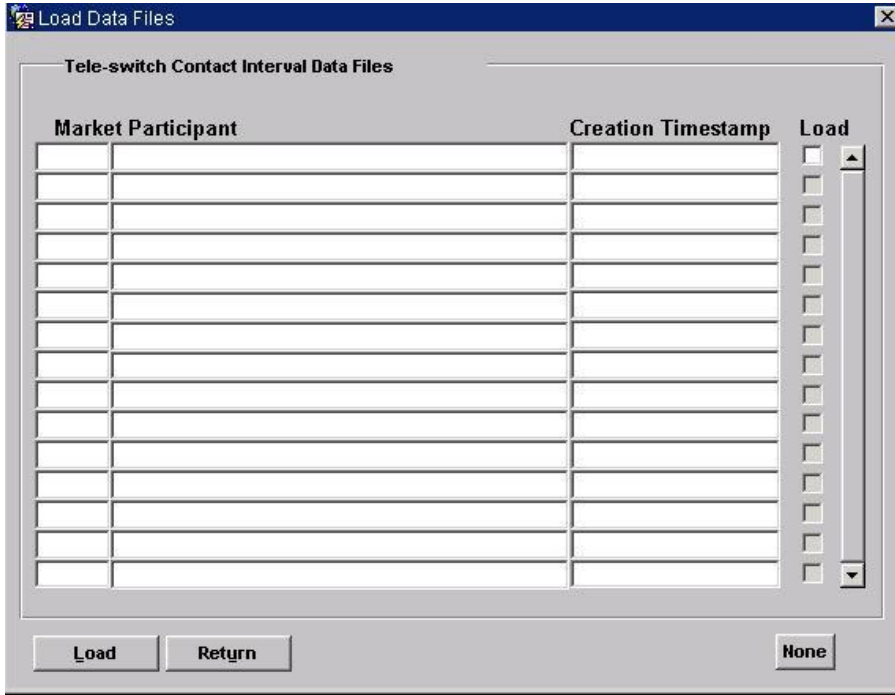 Load Data Files
Tele-switch Contact Interval Data Files
Market Participant Creation Timestamp Load
Load Return None